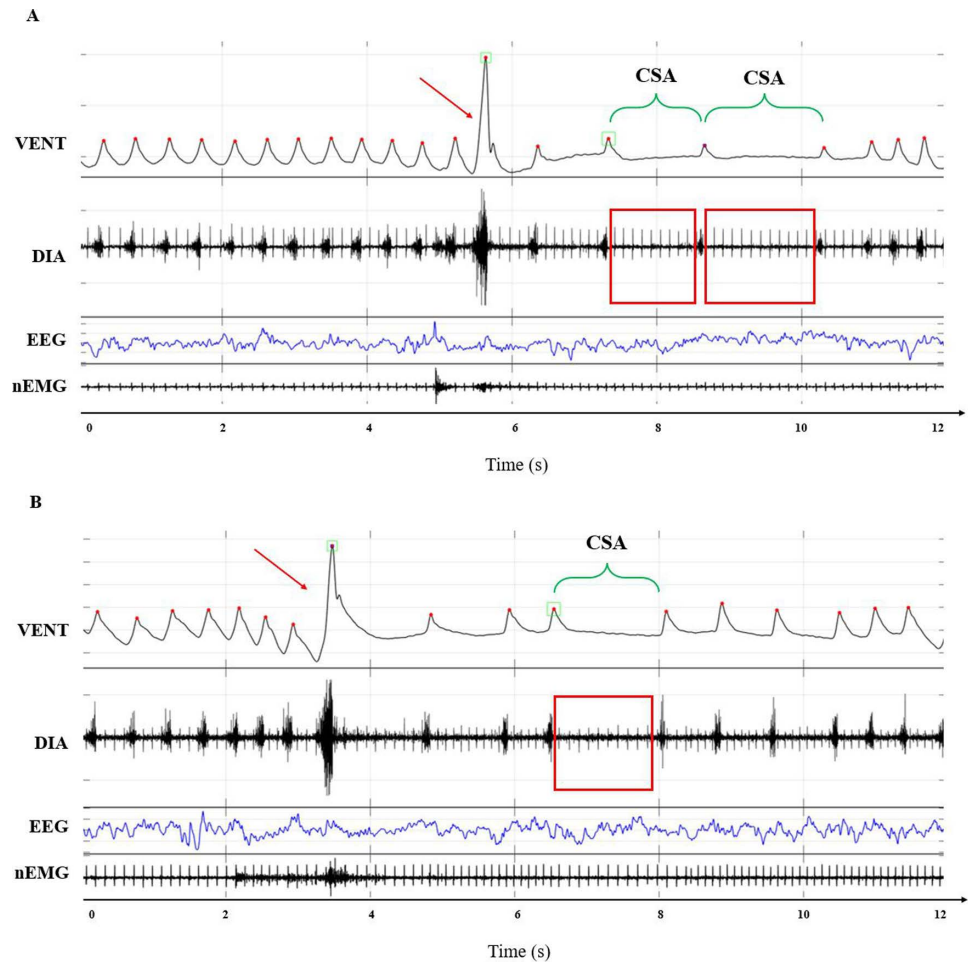 A
CSA CSA
VENT
DIA
EEG
nEMG
0 2 4 6 8 10 12
Time (s)
B
CSA
VENT
DIA
EEG
nEMG
0 2 4 6 8 10 12
Time (s)